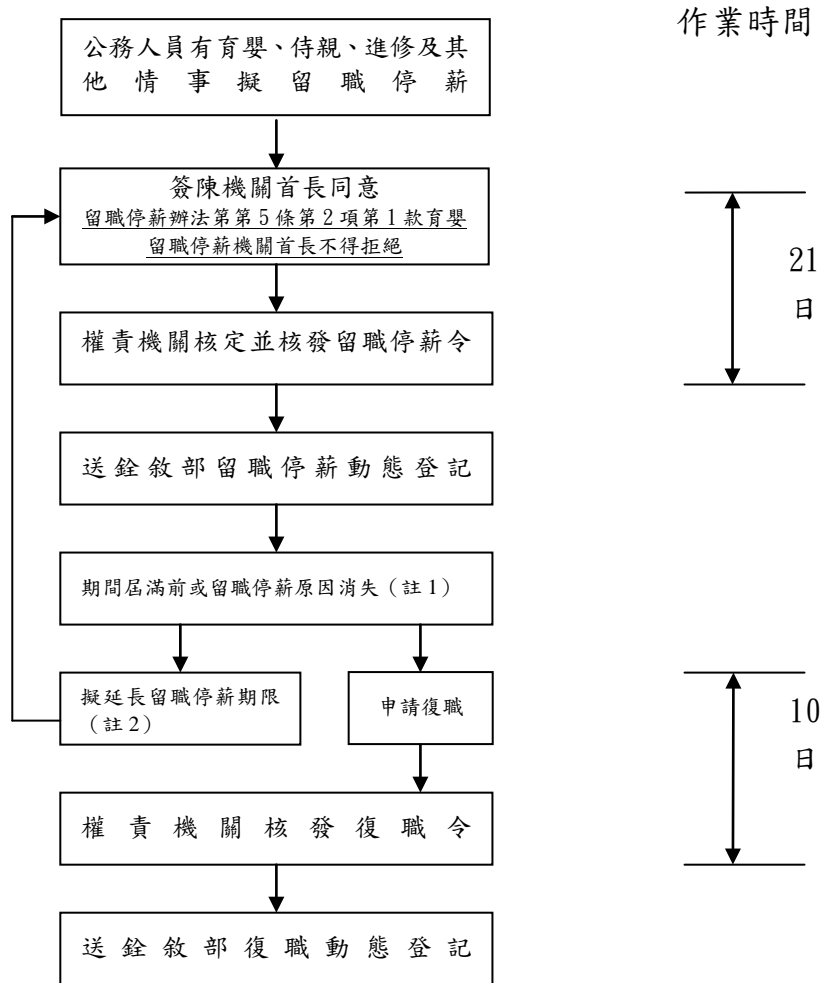 作業時間
公務人員有育嬰、侍親、進修及其
他情事擬留職停薪
簽陳機關首長同意
留職停薪辦法第第5條第2項第1款育嬰
留職停薪機關首長不得拒絕
21
日
權責機關核定並核發留職停薪令
送銓敘部留職停薪動態登記
期間屆滿前或留職停薪原因消失（註1）
擬延長留職停薪期限
（註2）
申請復職
10
日
權責機關核發復職令
送銓敘部復職動態登記